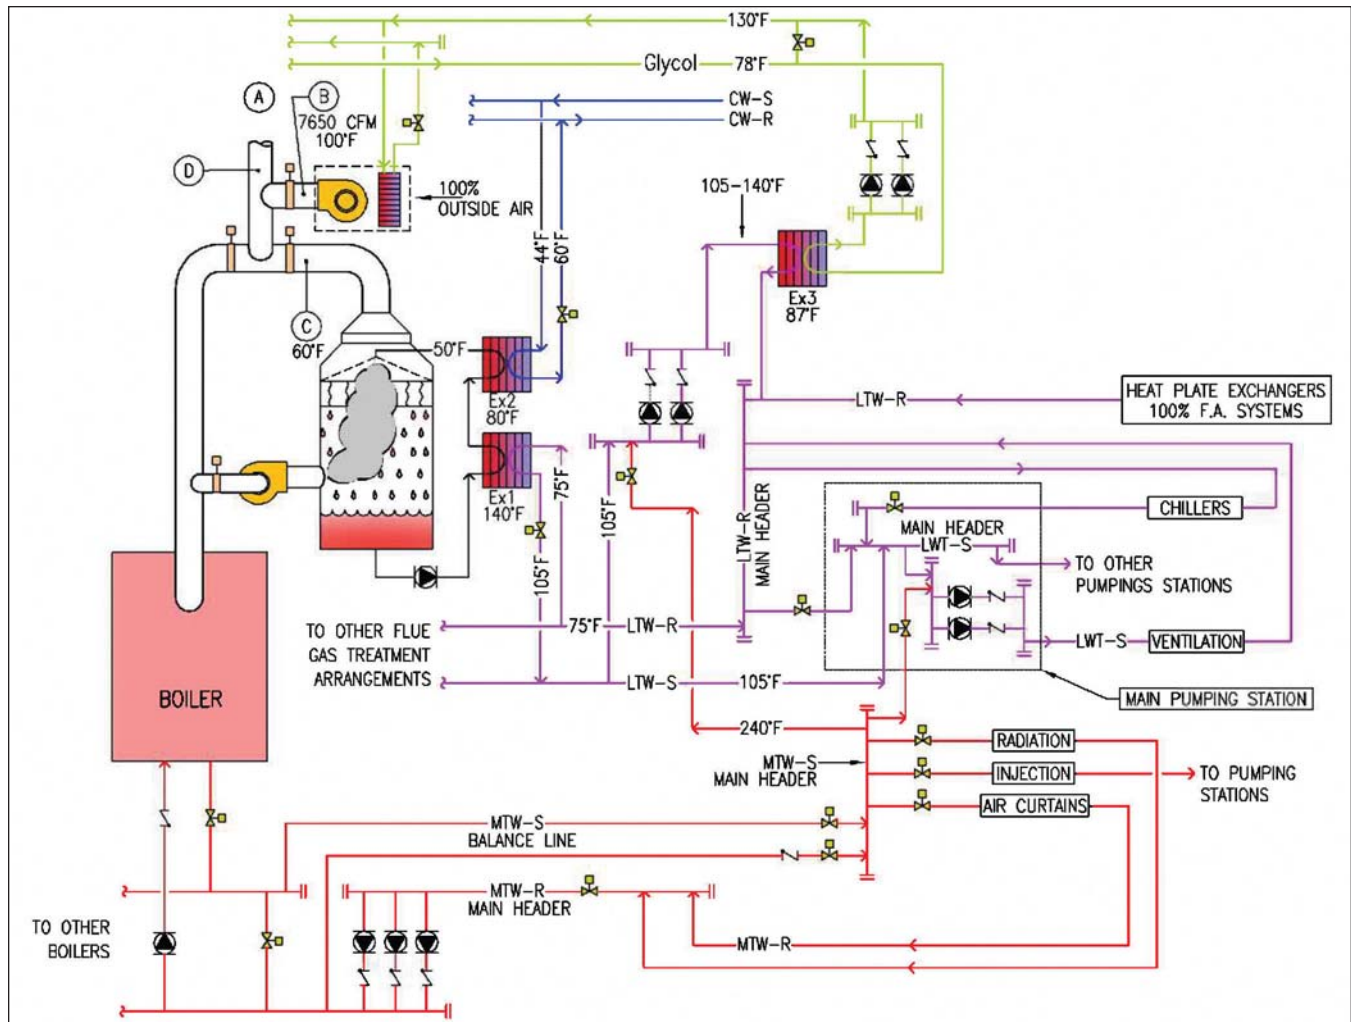 130°F
Glycol
78°F
A
B
7650 CFM
100°F
CW-S
CW-R
D
100%
OUTSIDE AIR
105-140°F
44°F
60°F
Ex3
87°F
C
60°F
50°F
Ex2
80°F
LTW-R
HEAT PLATE EXCHANGERS
100% F.A. SYSTEMS
Ex1
140°F
75°F
105°F
105°F
LTW-R
MAIN HEADER
CHILLERS
MAIN HEADER
LWT-S
TO OTHER
PUMPINGS STATIONS
TO OTHER FLUE
GAS TREATMENT
ARRANGEMENTS
75°F
LTW-R
LWT-S
VENTILATION
LTW-S
105°F
BOILER
MAIN PUMPING STATION
240°F
RADIATION
MTW-S
MAIN HEADER
INJECTION
TO PUMPING
STATIONS
AIR CURTAINS
MTW-S
BALANCE LINE
MTW-R
MAIN HEADER
TO OTHER
BOILERS
MTW-R